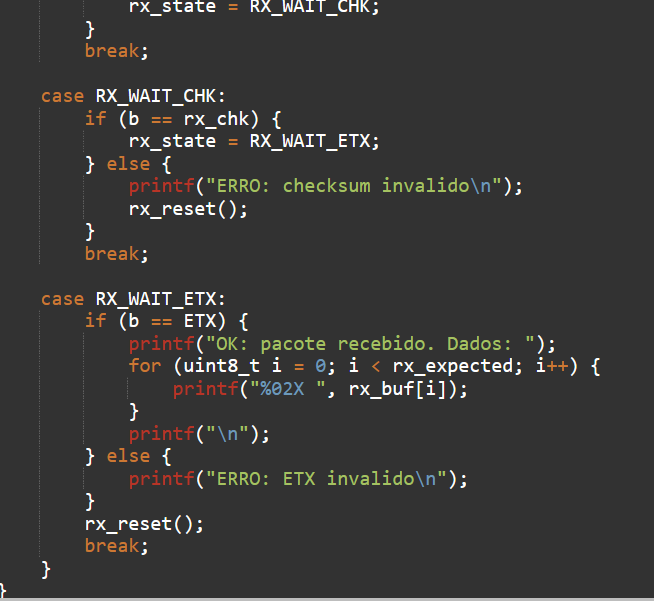 rx_state = RX_WAIT_CHK;
        }
        break;

    case RX_WAIT_CHK:
        if (b == rx_chk) {
            rx_state = RX_WAIT_ETX;
        } else {
            printf("ERRO: checksum invalido\n");
            rx_reset();
        }
        break;

    case RX_WAIT_ETX:
        if (b == ETX) {
            printf("OK: pacote recebido. Dados: ");
            for (uint8_t i = 0; i < rx_expected; i++) {
                printf("%02X ", rx_buf[i]);
            }
            printf("\n");
        } else {
            printf("ERRO: ETX invalido\n");
        }
        rx_reset();
        break;
    }
}